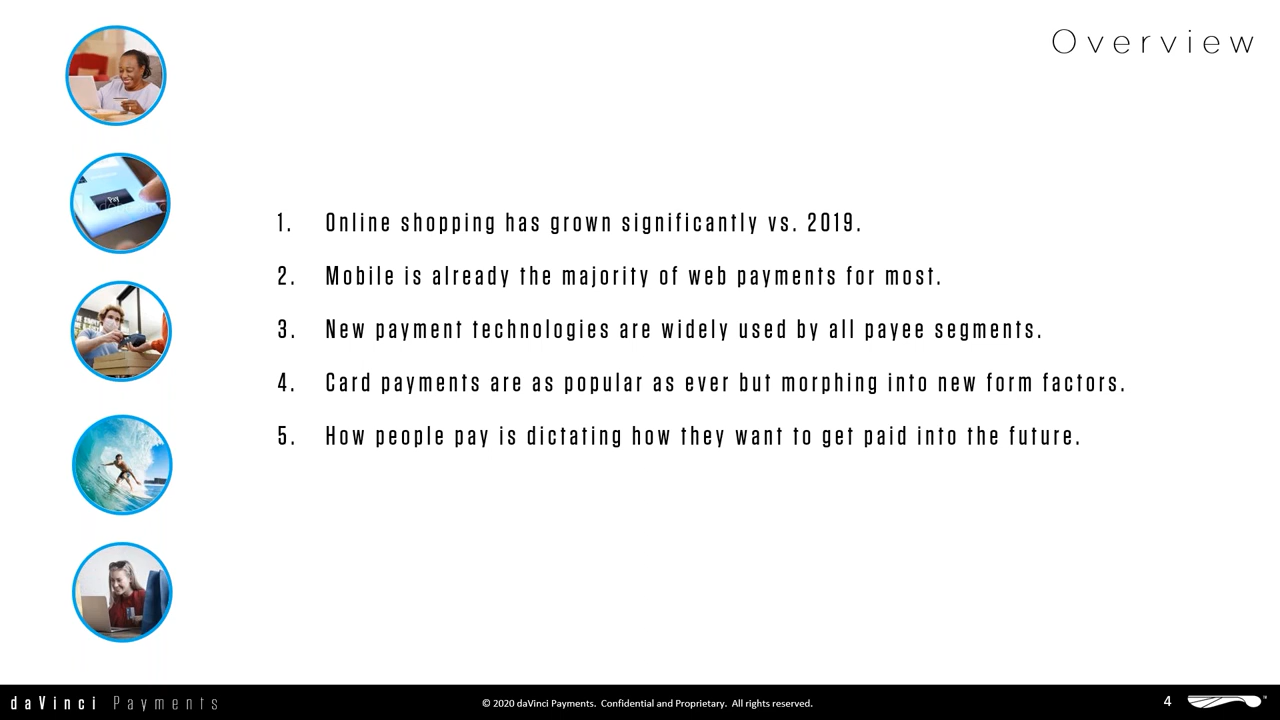 Overview
1. Online shopping has grown significantly vs. 2019.
2. Mobile is already the majority of web payments for most.
3. New payment technologies are widely used by all payee segments.
4. Card payments are as popular as ever but morphing into new form factors.
5. How people pay is dictating how they want to get paid into the future.
Pay
daVinci Payments
© 2020 daVinci Payments. Confidential and Proprietary. All rights reserved.
4